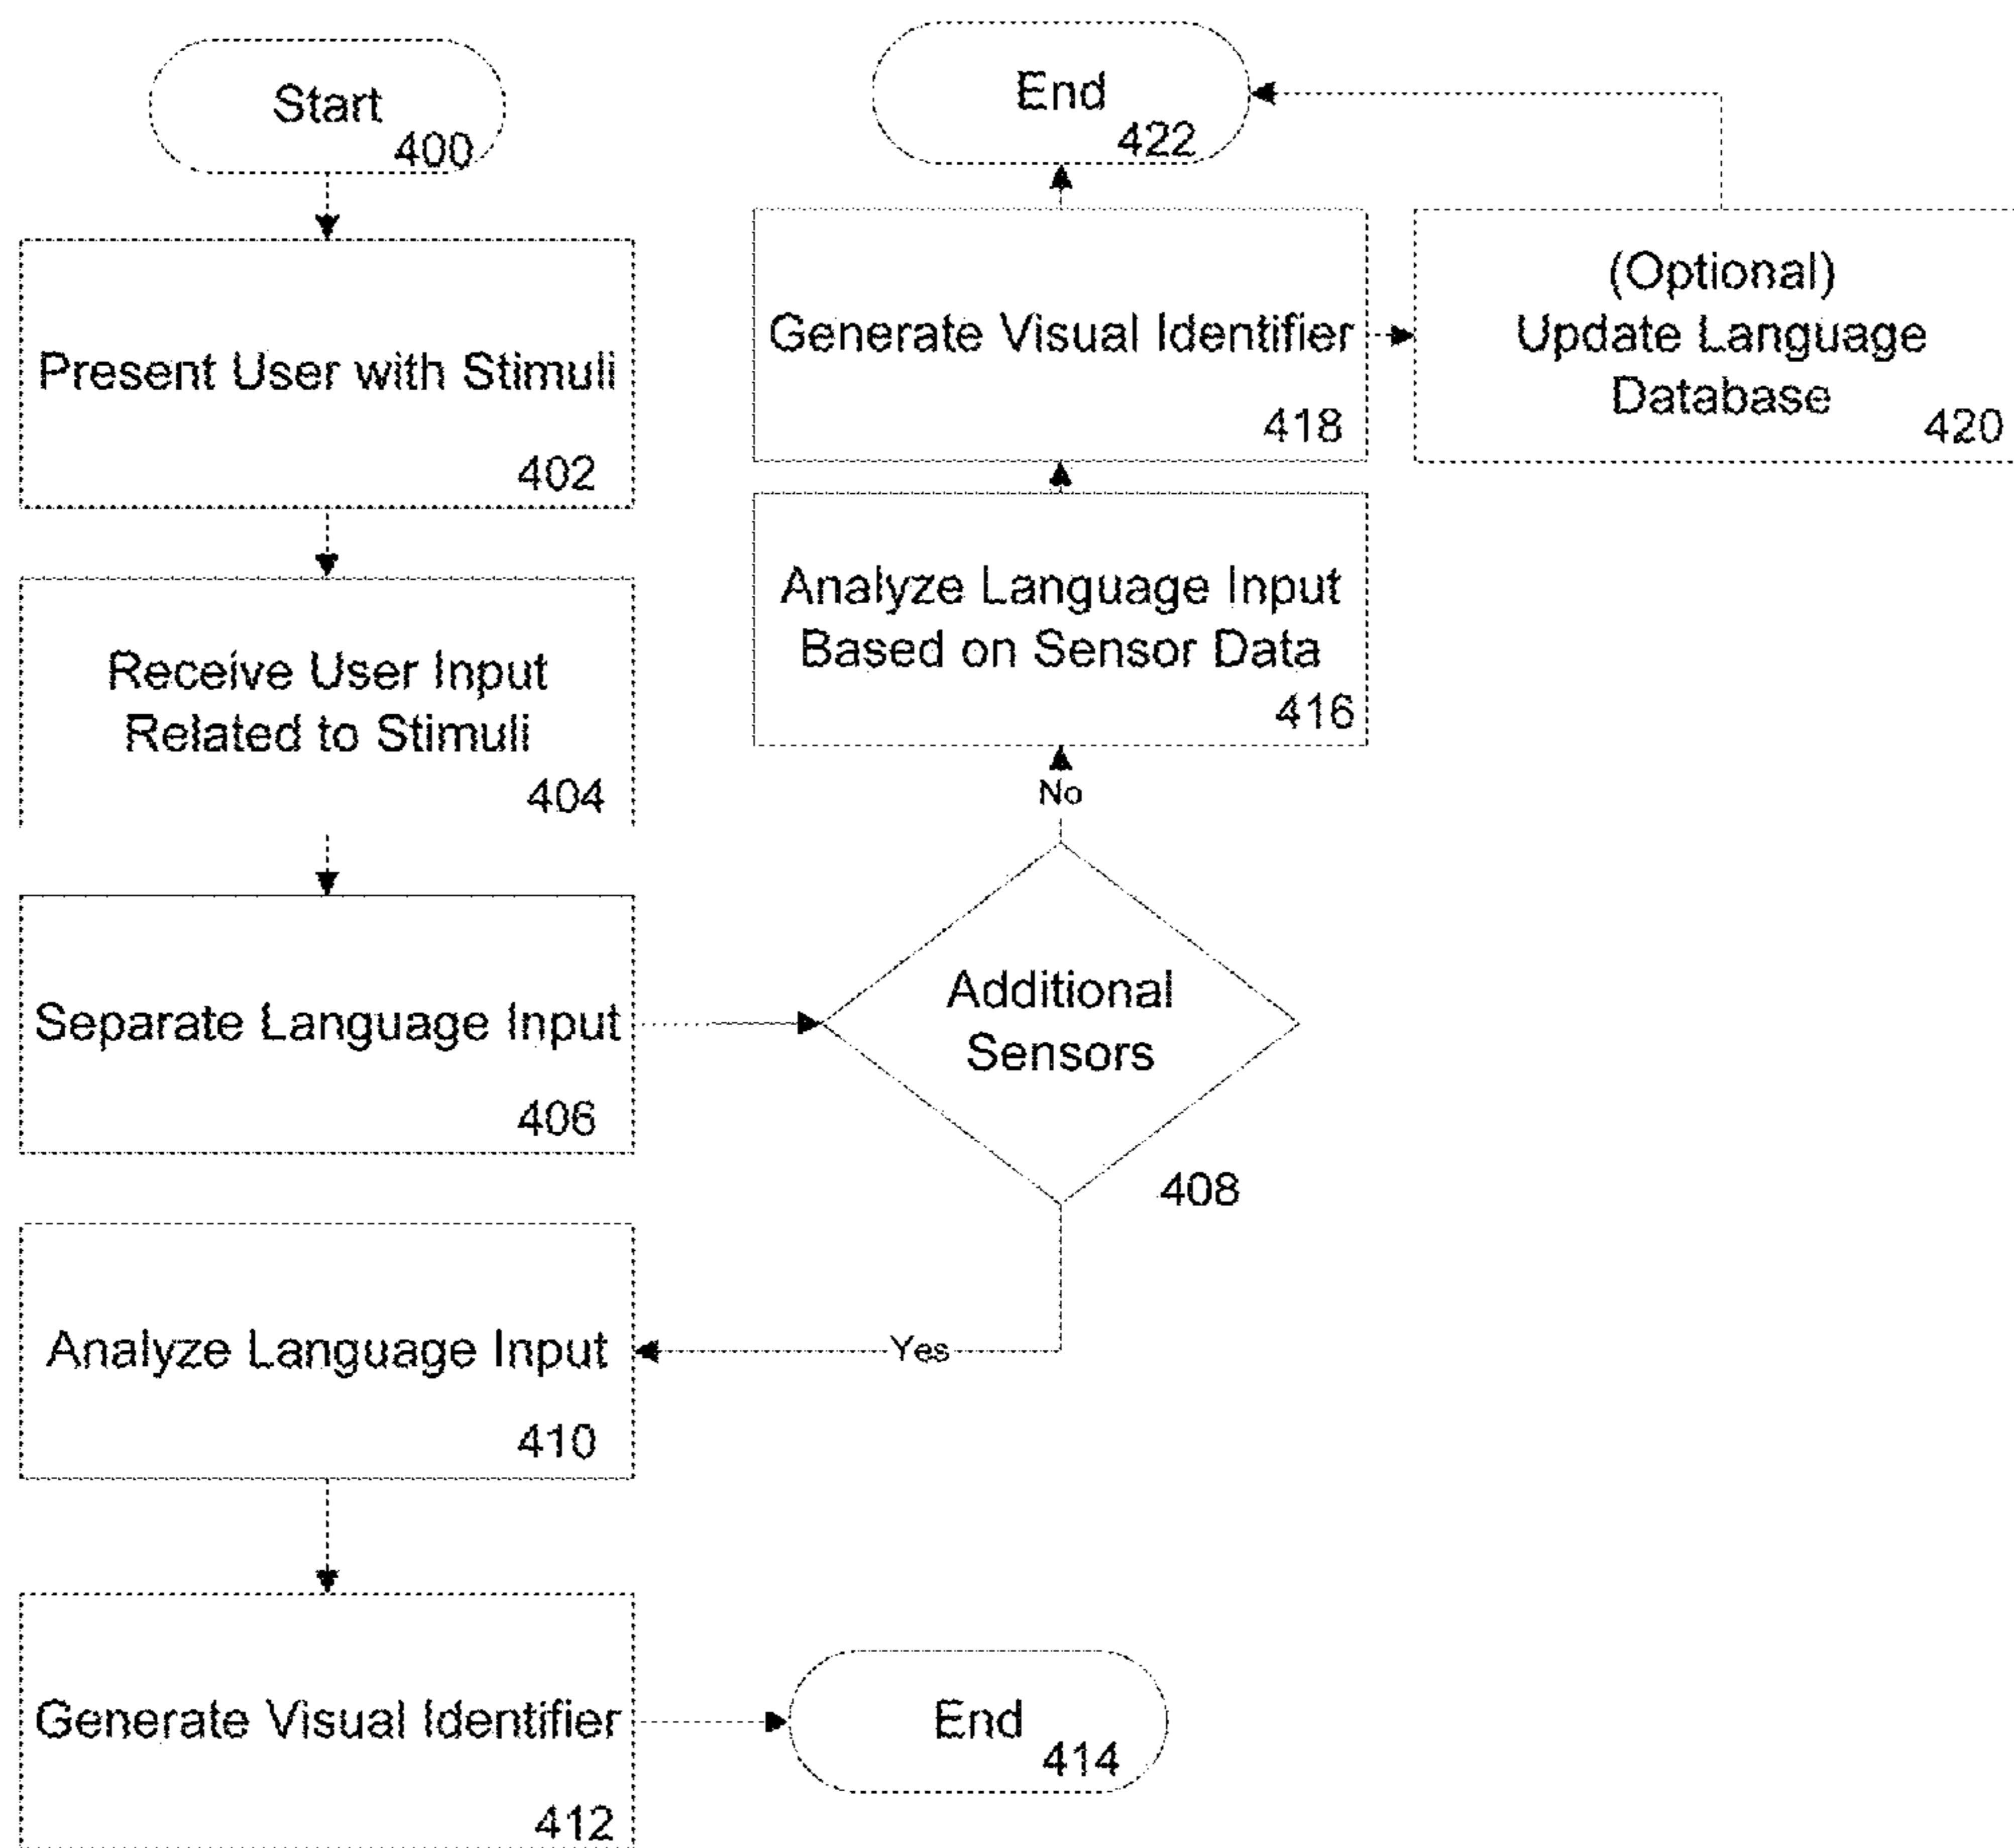 Start
400
Present User with Stimuli
402
Receive User Input
Related to Stimuli
404
Separate Language Input
406
Additional
Sensors
408
Yes
Analyze Language Input
410
Generate Visual Identifier
412
End
414
No
Analyze Language Input
Based on Sensor Data
416
Generate Visual Identifier
418
(Optional)
Update Language
Database
420
End
422